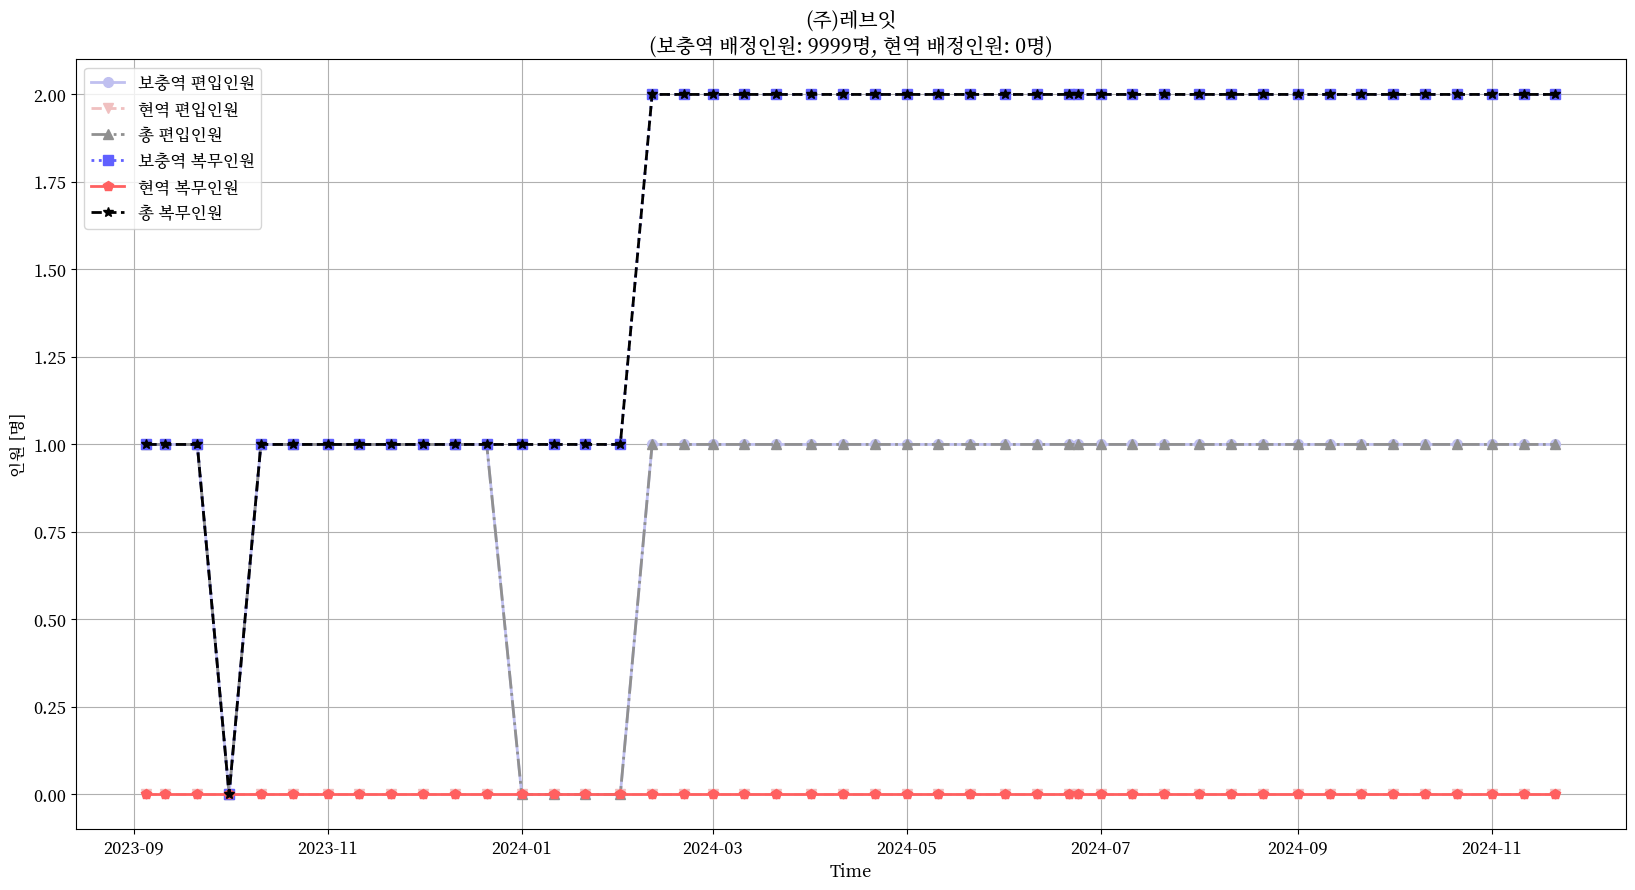 (주)레브잇
(보충역 배정인원: 9999명, 현역 배정인원: 0명)
보충역 편입인원
현역 편입인원
총 편입인원
보충역 복무인원
현역 복무인원
총 복무인원
2.00
1.75
1.50
1.25
1.00
0.75
0.50
0.25
0.00
인원 [명]
2023-09
2023-11
2024-01
2024-03
2024-05
2024-07
2024-09
2024-11
Time